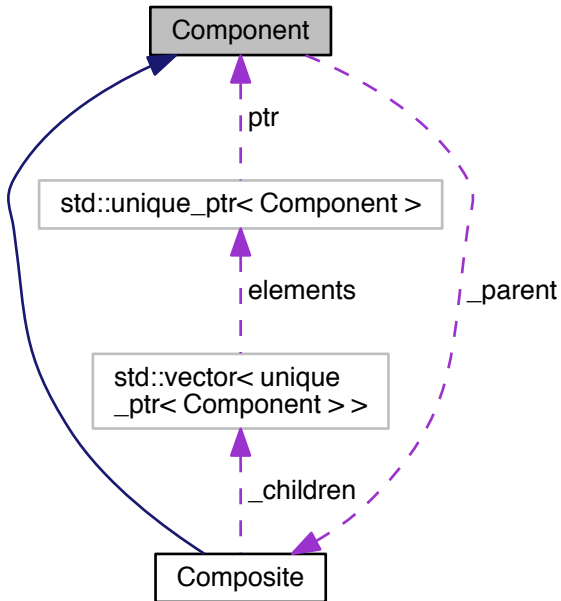 Component
ptr
std::unique_ptr< Component >
elements
_parent
std::vector< unique
_ptr< Component > >
_children
Composite